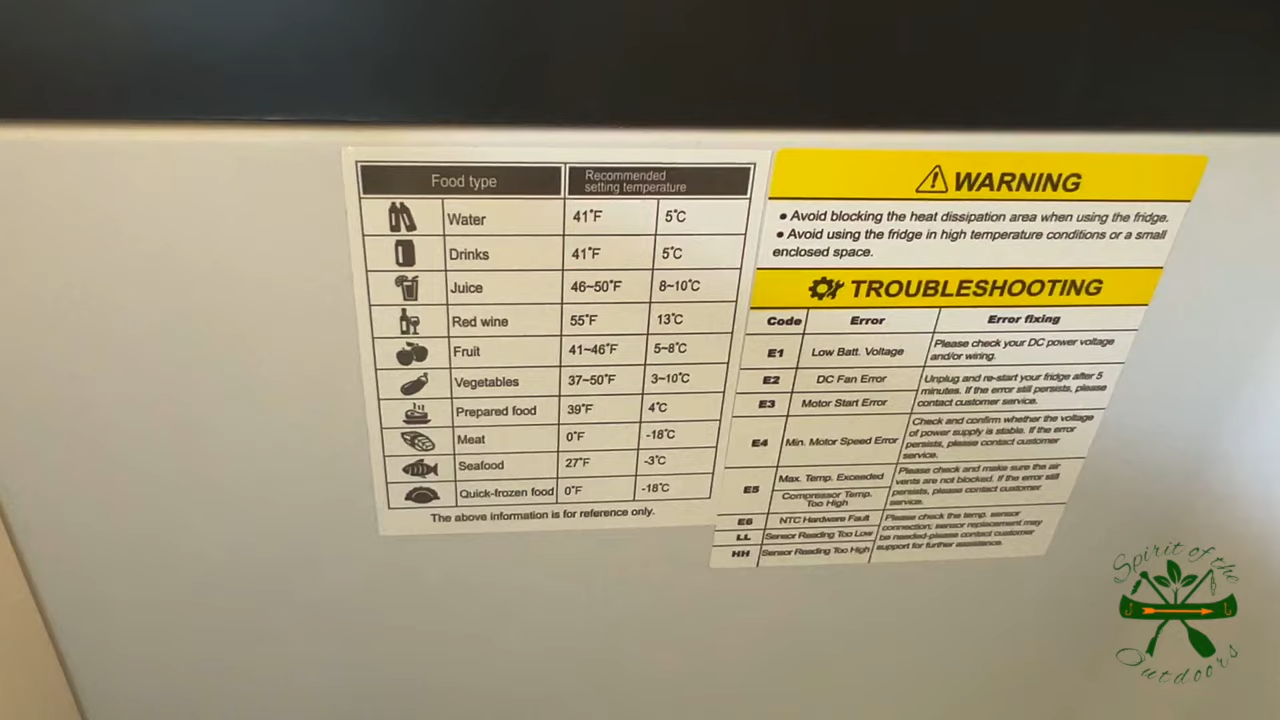 Food type Recommended setting temperature
Water 41°F 5°C
Drinks 41°F 5°C
Juice 46~50°F 8~10°C
Red wine 55°F 13°C
Fruit 41~46°F 5~8°C
Vegetables 37~50°F 3~10°C
Prepared food 39°F 4°C
Meat 0°F -18°C
Seafood 27°F -3°C
Quick-frozen food 0°F -18°C
The above information is for reference only.
WARNING
● Avoid blocking the heat dissipation area when using the fridge.
● Avoid using the fridge in high temperature conditions or a small
enclosed space.
TROUBLESHOOTING
Code Error Error fixing
E1 Low Batt. Voltage Please check your DC power voltage
and/or wiring.
E2 DC Fan Error
E3 Motor Start Error
Unplug and re-start your fridge after 5
minutes. If the error still persists, please
contact customer service.
E4 Min. Motor Speed Error
Check and confirm whether the voltage
of power supply is stable. If the error
persists, please contact customer
service.
E5 Max. Temp. Exceeded
Compressor Temp.
Too High
Please check and make sure the air
vents are not blocked. If the error still
persists, please contact customer
service.
E6 NTC Hardware Fault
LL Sensor Reading Too Low
HH Sensor Reading Too High
Please check the temp. sensor
connection; sensor replacement may
be needed-please contact customer
support for further assistance.
Spirit of the
Outdoors